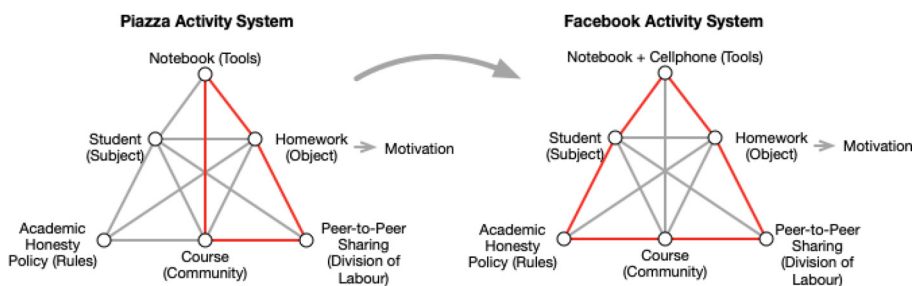 Piazza Activity System
Notebook (Tools)
Student
(Subject)
Homework
(Object)
Motivation
Academic
Honesty
Policy (Rules)
Course
(Community)
Peer-to-Peer
Sharing
(Division of
Labour)
Facebook Activity System
Notebook + Cellphone (Tools)
Student
(Subject)
Homework
(Object)
Motivation
Academic
Honesty
Policy (Rules)
Course
(Community)
Peer-to-Peer
Sharing
(Division of
Labour)